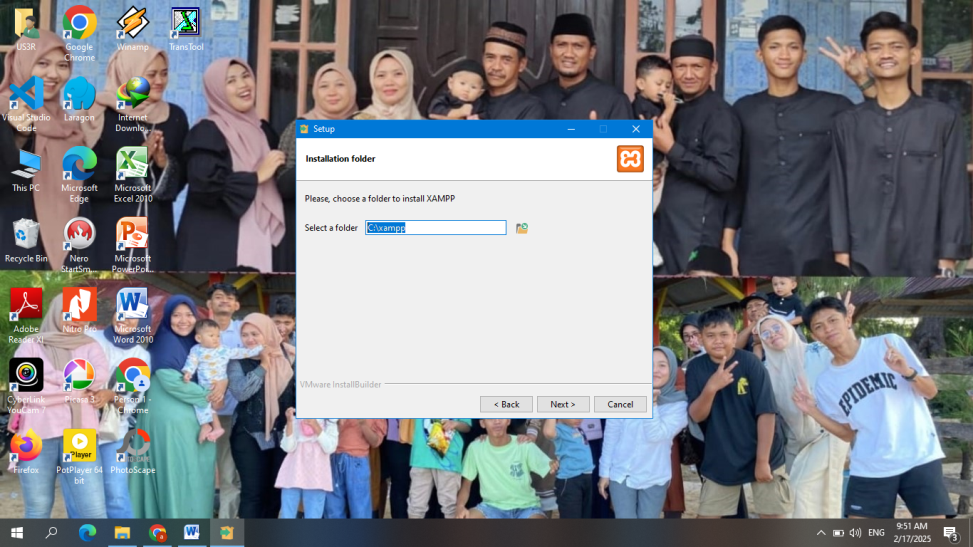 US3R
Google
Chrome
Winamp
TransTool
Visual Studio
Code
Laragon
Internet
Downlo...
This PC
Microsoft
Edge
Microsoft
Excel 2010
Recycle Bin
Nero
StartSm...
Microsoft
PowerPoi...
Adobe
Reader XI
Nitro Pro
Microsoft
Word 2010
CyberLink
YouCam 7
Picasa 3
Person 1 -
Chrome
Firefox
Player
PotPlayer 64
bit
PhotoScape
Setup
Installation folder
Please, choose a folder to install XAMPP
Select a folder
C:\xampp
VMware InstallBuilder
< Back
Next >
Cancel
EPIDEMIC
ENG
9:51 AM
2/17/2025
3